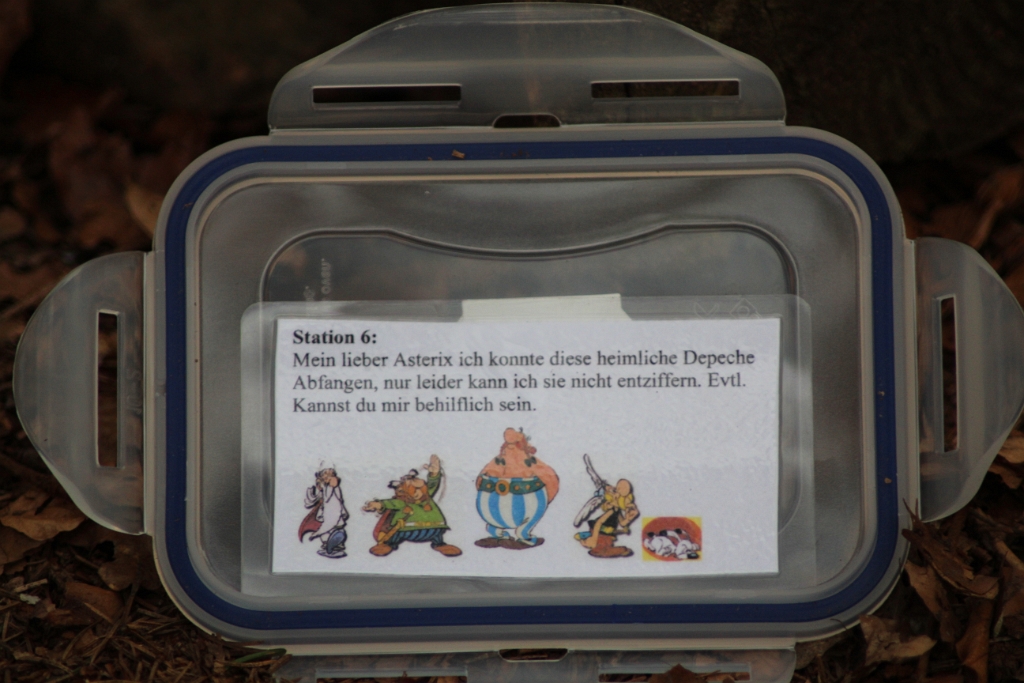 Station 6:
Mein lieber Asterix ich konnte diese heimliche Depeche
Abfangen, nur leider kann ich sie nicht entziffern. Evtl.
Kannst du mir behilflich sein.